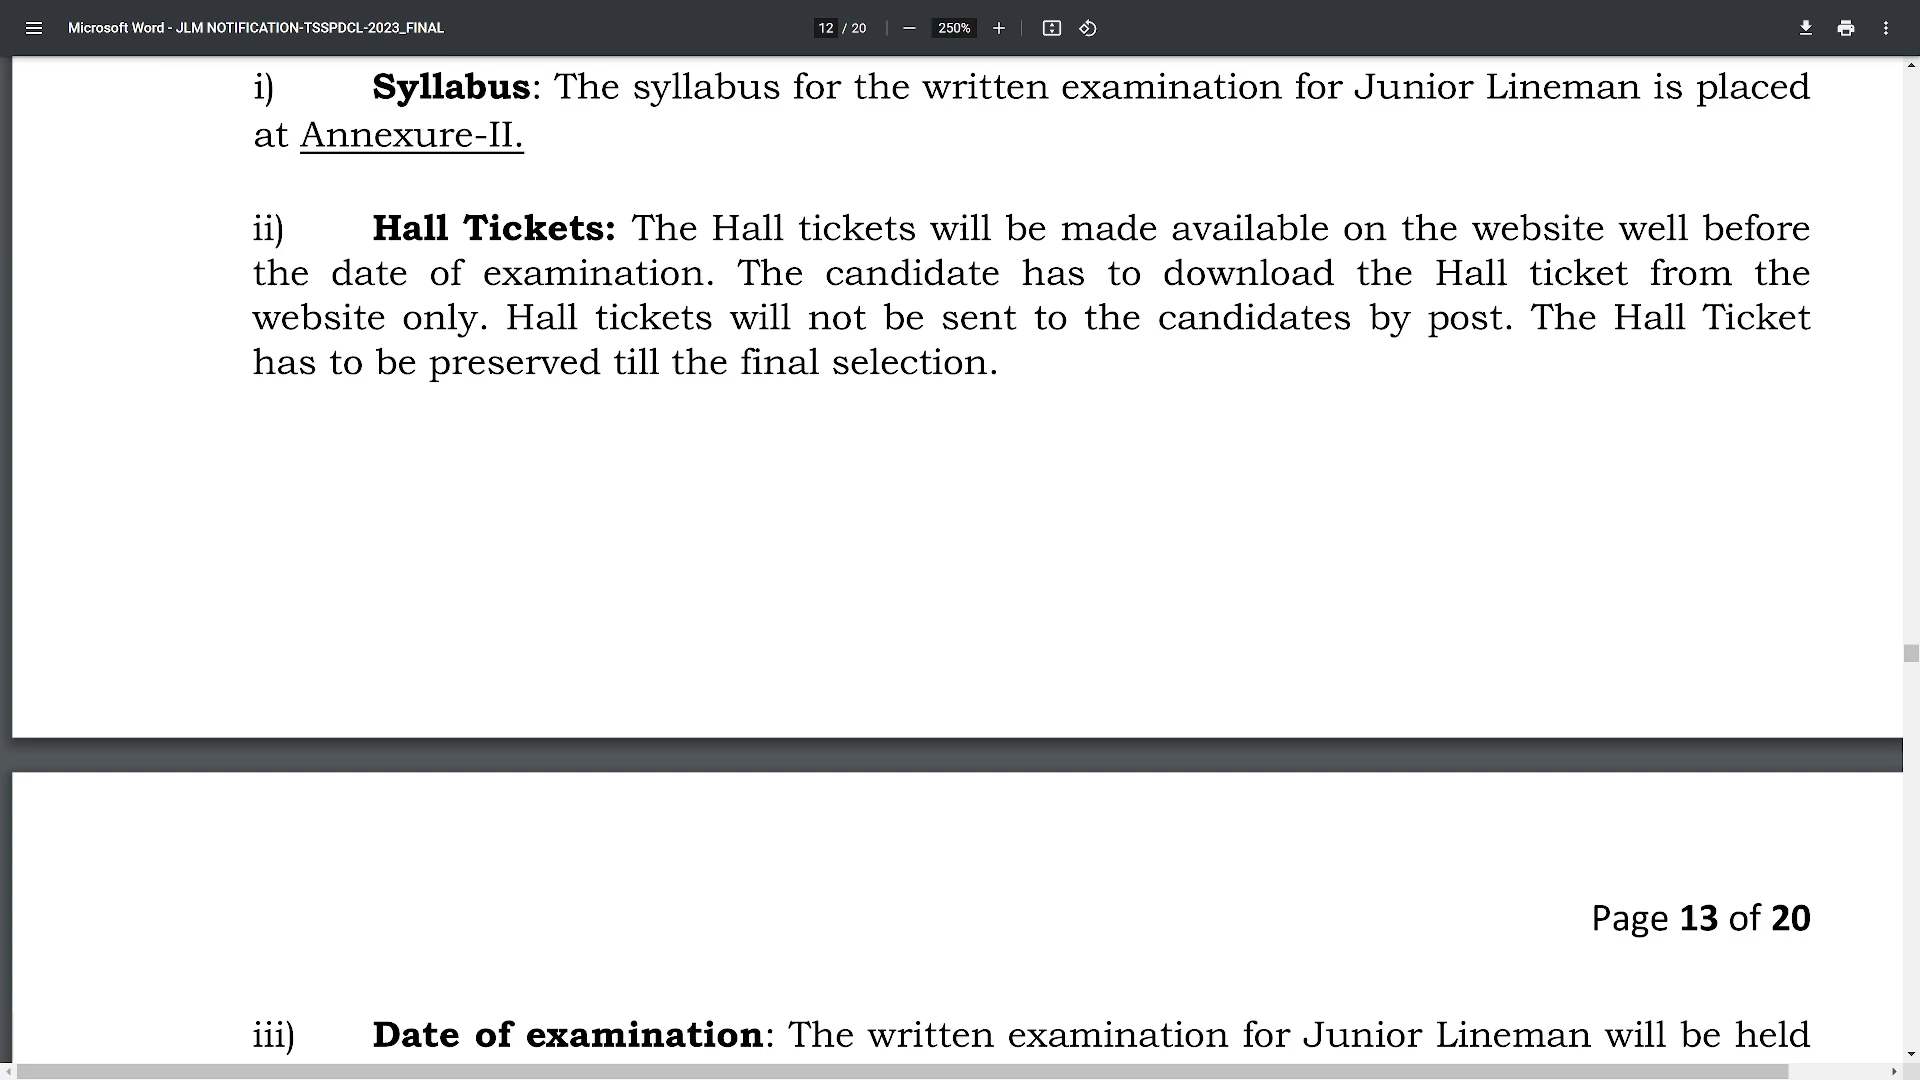 Microsoft Word - JLM NOTIFICATION-TSSPDCL-2023_FINAL 12 / 20 250%
i) Syllabus: The syllabus for the written examination for Junior Lineman is placed
at Annexure-II.
ii) Hall Tickets: The Hall tickets will be made available on the website well before
the date of examination. The candidate has to download the Hall ticket from the
website only. Hall tickets will not be sent to the candidates by post. The Hall Ticket
has to be preserved till the final selection.
Page 13 of 20
iii) Date of examination: The written examination for Junior Lineman will be held